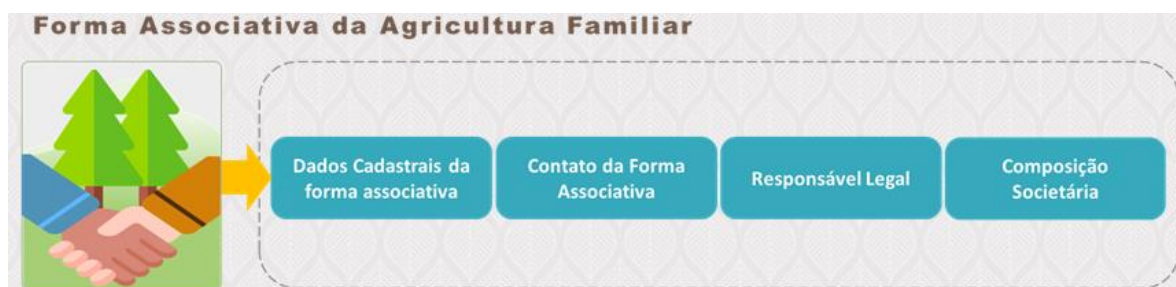 Forma Associativa da Agricultura Familiar
Dados Cadastrais da
forma associativa
Contato da Forma
Associativa
Responsável Legal
Composição
Societária